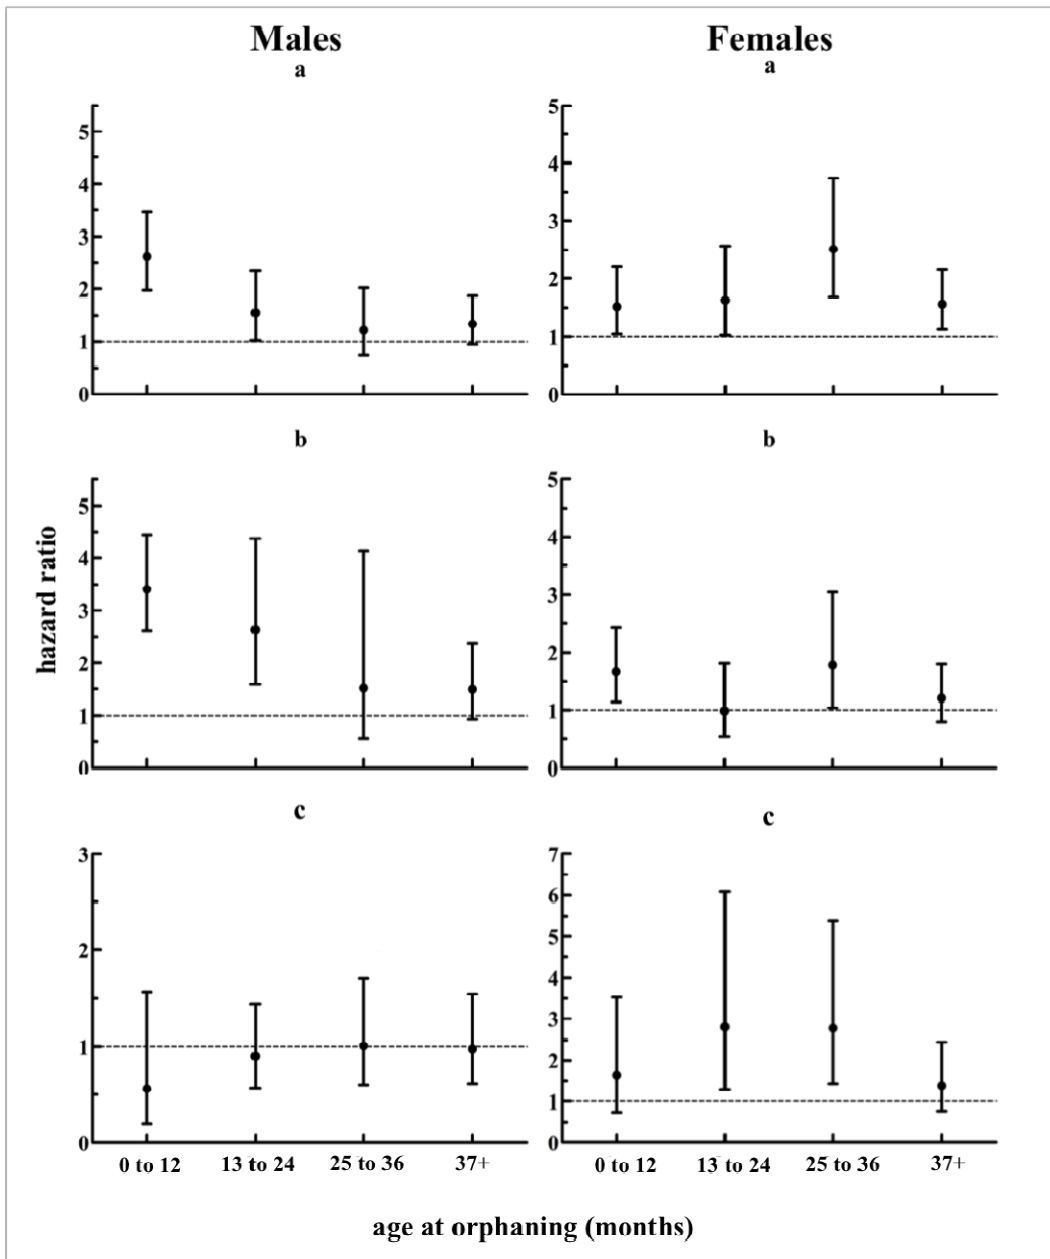 Males Females
a a
5 5
4 4
3 3
2 2
1 1
0 0
b b
5 5
4 4
3 3
2 2
1 1
0 0
hazard ratio
c c
3 7
6
5
2 4
3
1 2
1
0 0
0 to 12 13 to 24 25 to 36 37+ 0 to 12 13 to 24 25 to 36 37+
age at orphaning (months)